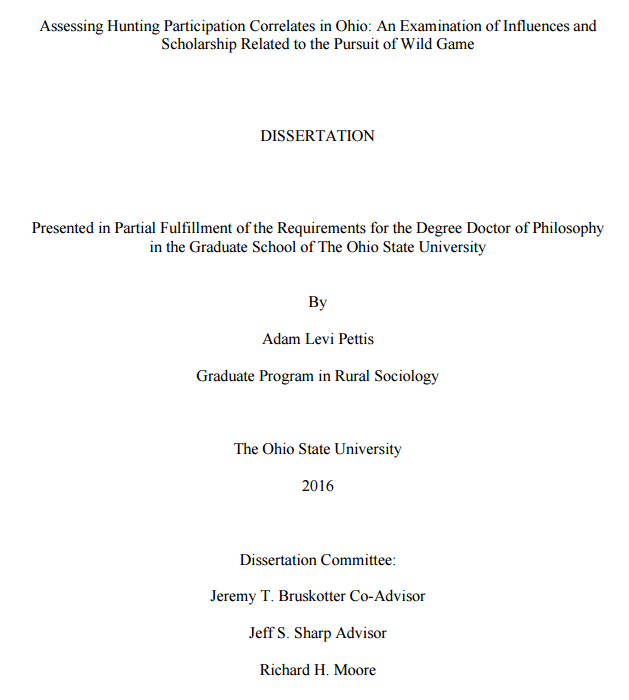 Assessing Hunting Participation Correlates in Ohio: An Examination of Influences and
Scholarship Related to the Pursuit of Wild Game
DISSERTATION
Presented in Partial Fulfillment of the Requirements for the Degree Doctor of Philosophy
in the Graduate School of The Ohio State University
By
Adam Levi Pettis
Graduate Program in Rural Sociology
The Ohio State University
2016
Dissertation Committee:
Jeremy T. Bruskotter Co-Advisor
Jeff S. Sharp Advisor
Richard H. Moore